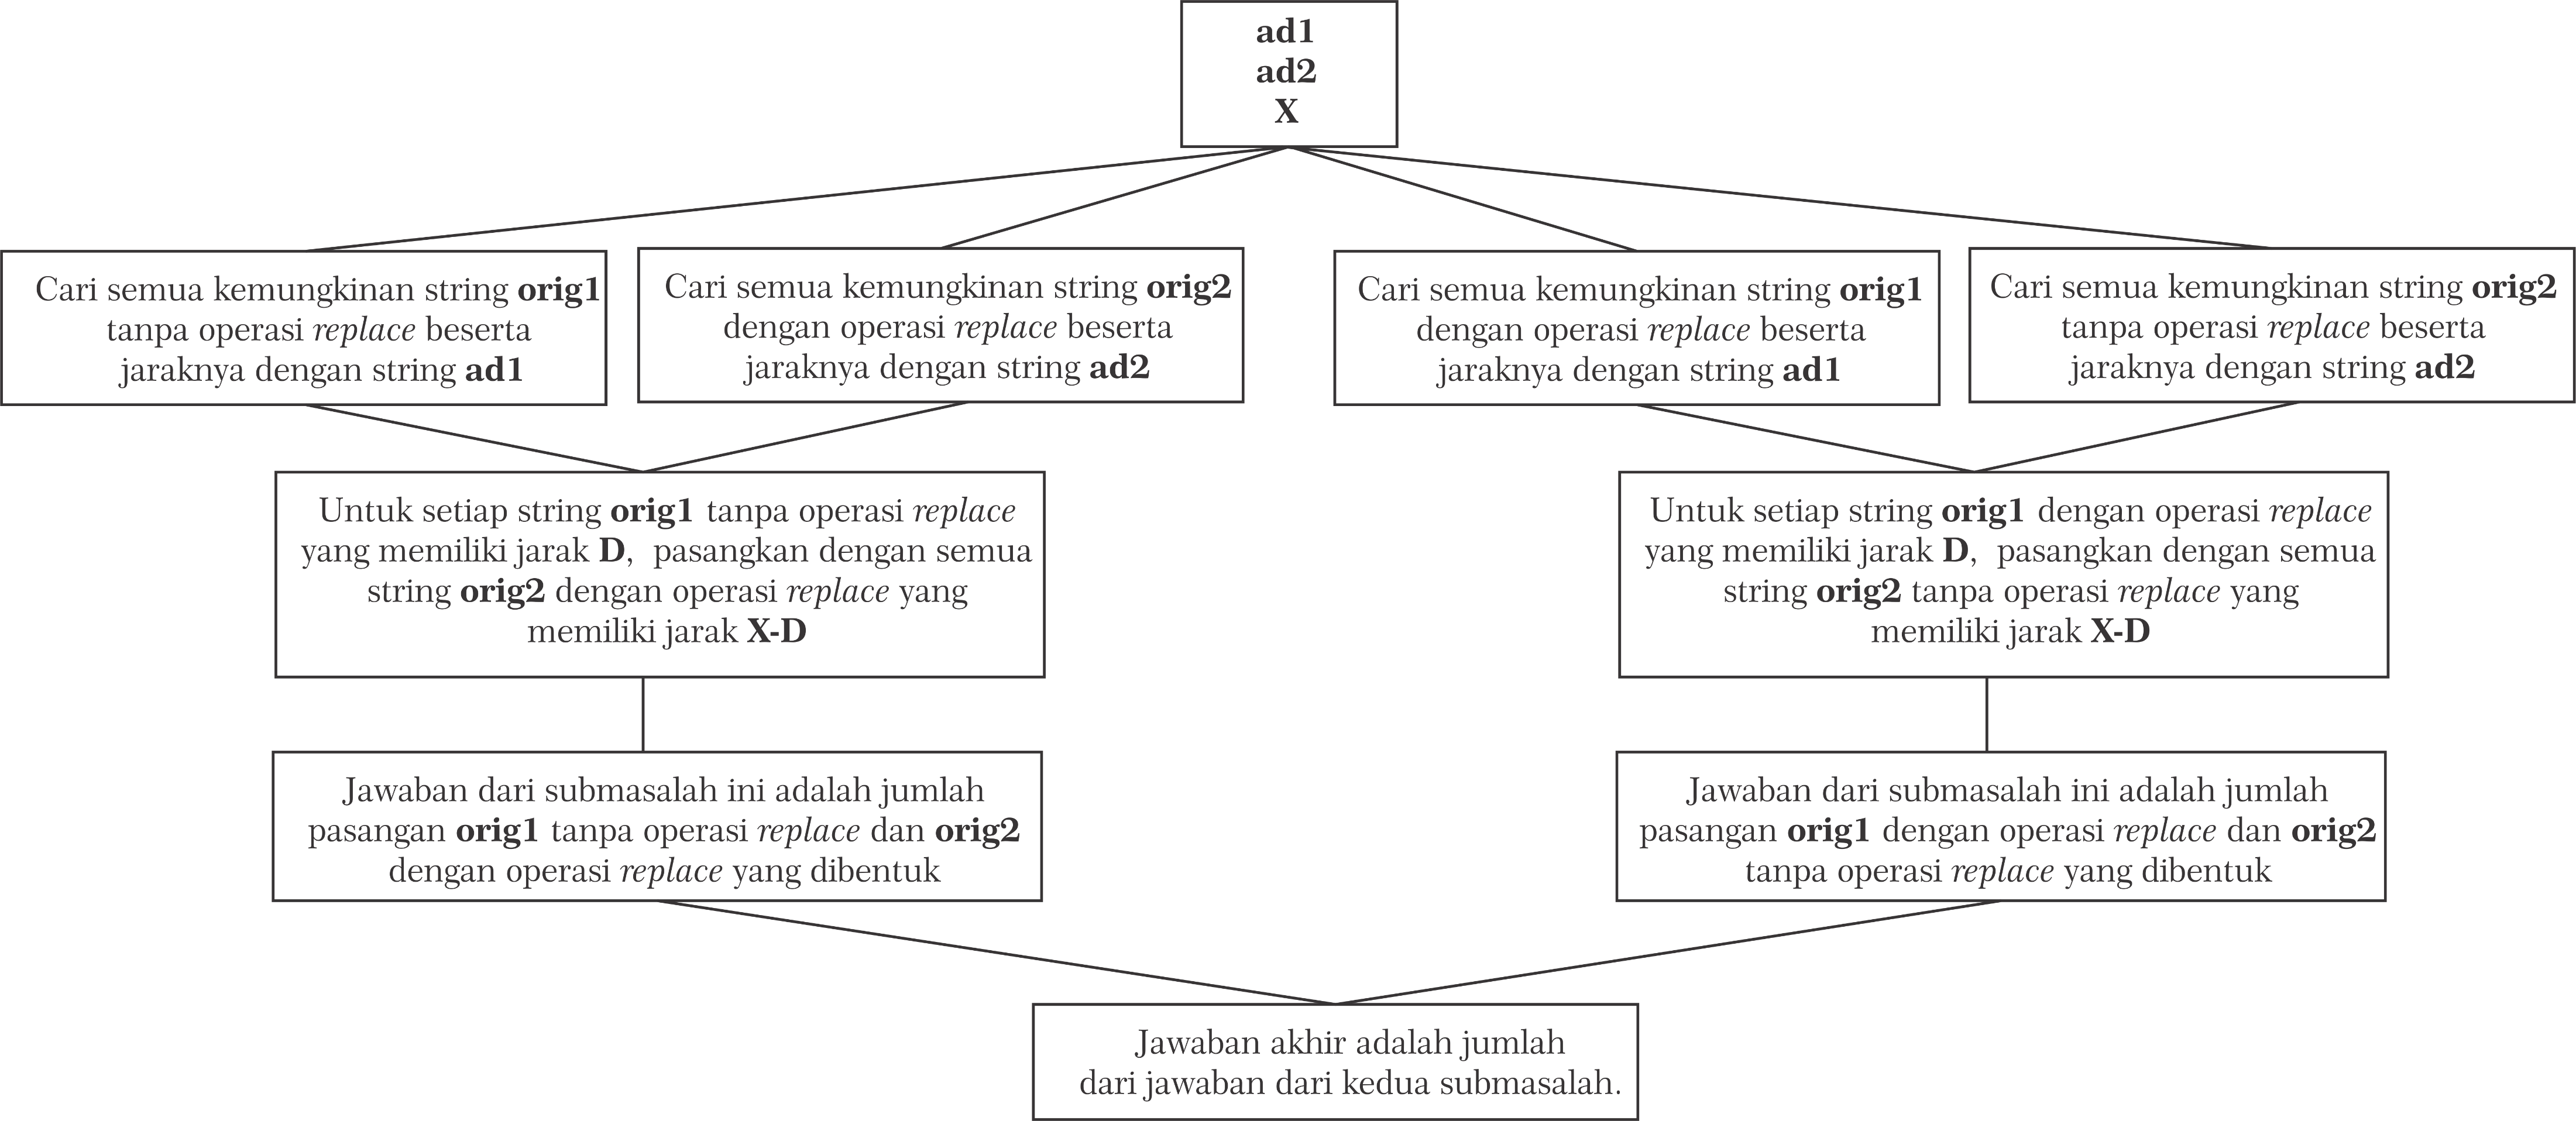 ad1
ad2
X
Cari semua kemungkinan string orig1
tanpa operasi replace beserta
jaraknya dengan string ad1
Cari semua kemungkinan string orig2
dengan operasi replace beserta
jaraknya dengan string ad2
Cari semua kemungkinan string orig1
dengan operasi replace beserta
jaraknya dengan string ad1
Cari semua kemungkinan string orig2
tanpa operasi replace beserta
jaraknya dengan string ad2
Untuk setiap string orig1 tanpa operasi replace
yang memiliki jarak D, pasangkan dengan semua
string orig2 dengan operasi replace yang
memiliki jarak X-D
Untuk setiap string orig1 dengan operasi replace
yang memiliki jarak D, pasangkan dengan semua
string orig2 tanpa operasi replace yang
memiliki jarak X-D
Jawaban dari submasalah ini adalah jumlah
pasangan orig1 tanpa operasi replace dan orig2
dengan operasi replace yang dibentuk
Jawaban dari submasalah ini adalah jumlah
pasangan orig1 dengan operasi replace dan orig2
tanpa operasi replace yang dibentuk
Jawaban akhir adalah jumlah
dari jawaban dari kedua submasalah.